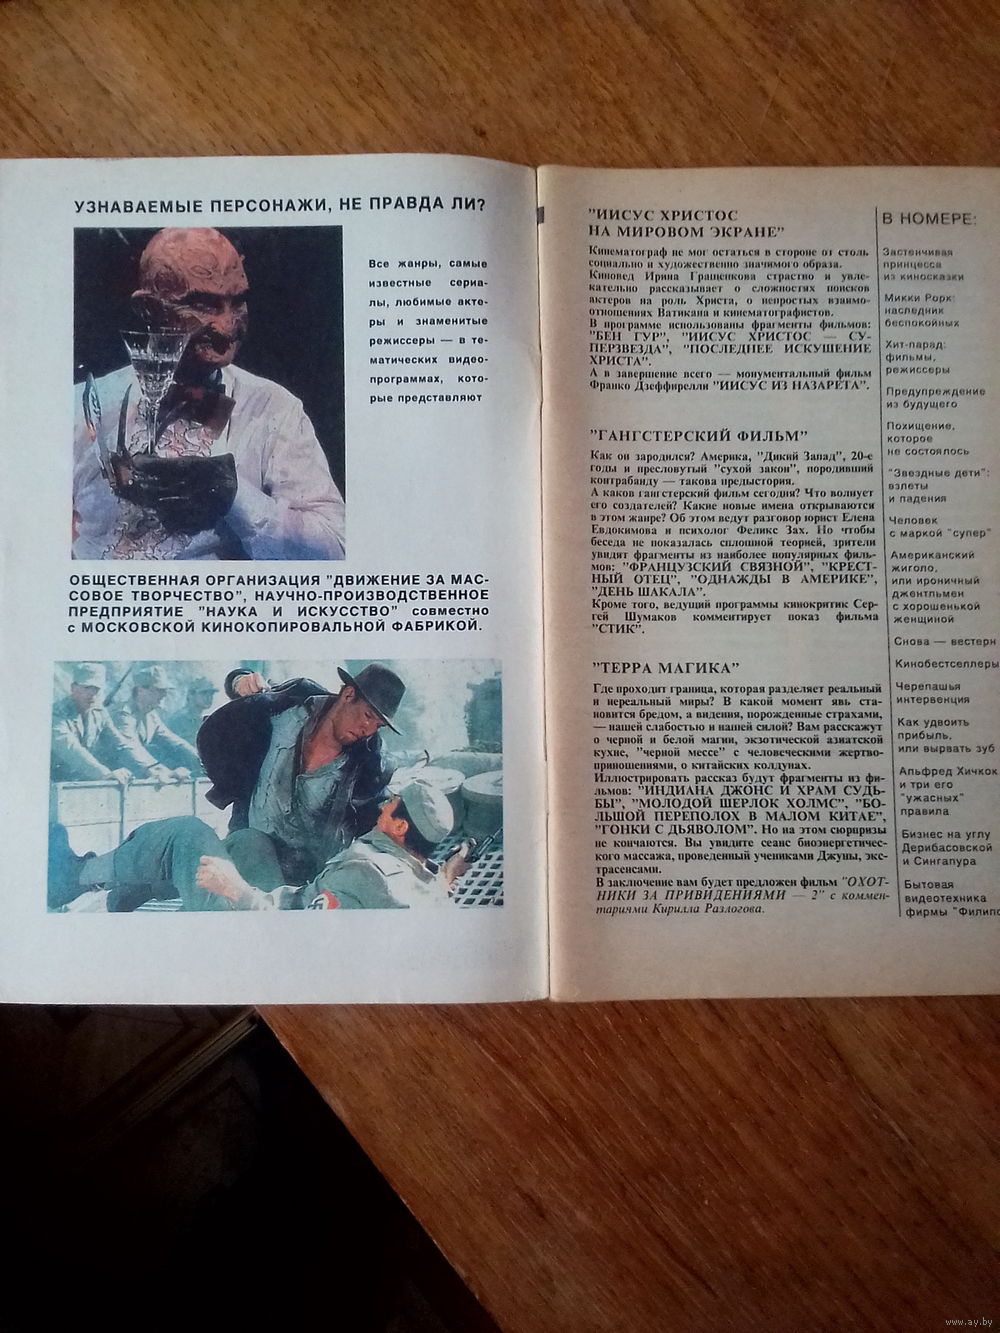 УЗНАВАЕМЫЕ ПЕРСОНАЖИ, НЕ ПРАВДА ЛИ?
Все жанры, самые
известные сериа-
лы, любимые акте-
ры и знаменитые
режиссеры — в те-
матических видео-
программах, кото-
рые представляют
ОБЩЕСТВЕННАЯ ОРГАНИЗАЦИЯ "ДВИЖЕНИЕ ЗА МАС-
СОВОЕ ТВОРЧЕСТВО", НАУЧНО-ПРОИЗВОДСТВЕННОЕ
ПРЕДПРИЯТИЕ "НАУКА И ИСКУССТВО" совместно
с МОСКОВСКОЙ КИНОКОПИРОВАЛЬНОЙ ФАБРИКОЙ.
"ИИСУС ХРИСТОС
НА МИРОВОМ ЭКРАНЕ"
Кинематограф не мог остаться в стороне от столь
социально и художественно значимого образа.
Киновед Ирина Гращенкова страстно и увле-
кательно рассказывает о сложностях поисков
актеров на роль Христа, о непростых взаимо-
отношениях Ватикана и кинематографистов.
В программе использованы фрагменты фильмов:
"БЕН ГУР", "ИИСУС ХРИСТОС — СУ-
ПЕРЗВЕЗДА", "ПОСЛЕДНЕЕ ИСКУШЕНИЕ
ХРИСТА".
А в завершение всего — монументальный фильм
Франко Дзеффирелли "ИИСУС ИЗ НАЗАРЕТА".
"ГАНГСТЕРСКИЙ ФИЛЬМ"
Как он зародился? Америка, "Дикий Запад", 20-е
годы и пресловутый "сухой закон", породивший
контрабанду — такова предыстория.
А каков гангстерский фильм сегодня? Что волнует
его создателей? Какие новые имена открываются
в этом жанре? Об этом ведут разговор юрист Елена
Евдокимова и психолог Феликс Зах. Но чтобы
беседа не показалась сплошной теорией, зрители
увидят фрагменты из наиболее популярных филь-
мов: "ФРАНЦУЗСКИЙ СВЯЗНОЙ", "КРЕСТ-
НЫЙ ОТЕЦ", "ОДНАЖДЫ В АМЕРИКЕ",
"ДЕНЬ ШАКАЛА".
Кроме того, ведущий программы кинокритик Сер-
гей Шумаков комментирует показ фильма
"СТИК".
"ТЕРРА МАГИКА"
Где проходит граница, которая разделяет реальный
и нереальный миры? В какой момент явь ста-
новится бредом, а видения, порожденные страхами,
— нашей слабостью и нашей силой? Вам расскажут
о черной и белой магии, экзотической азиатской
кухне, "черной мессе" с человеческими жертво-
приношениями, о китайских колдунах.
Иллюстрировать рассказ будут фрагменты из фи-
льмов: "ИНДИАНА ДЖОНС И ХРАМ СУДЬ-
БЫ", "МОЛОДОЙ ШЕРЛОК ХОЛМС", "БО-
ЛЬШОЙ ПЕРЕПОЛОХ В МАЛОМ КИТАЕ",
"ГОНКИ С ДЬЯВОЛОМ". Но на этом сюрпризы
не кончаются. Вы увидите сеанс биоэнергетичес-
кого массажа, проведенный учениками Джуны, экс-
трасенсами.
В заключение вам будет предложен фильм "ОХОТ-
НИКИ ЗА ПРИВИДЕНИЯМИ — 2" с коммен-
тариями Кирилла Разлогова.
В НОМЕРЕ:
Застенчивая
принцесса
из киносказки
Микки Рорк:
наследник
беспокойных
Хит-парад:
фильмы,
режиссеры
Предупреждение
из будущего
Похищение,
которое
не состоялось
"Звездные дети":
взлеты
и падения
Человек
с маркой "супер"
Американский
жиголо,
или ироничный
джентльмен
с хорошенькой
женщиной
Снова — вестерн
Кинобестселлеры
Черепашья
интервенция
Как удвоить
прибыль,
или вырвать зуб
Альфред Хичкок
и три его
"ужасных"
правила
Бизнес на углу
Дерибасовской
и Сингапура
Бытовая
видеотехника
фирмы "Филипс
www.ay.by